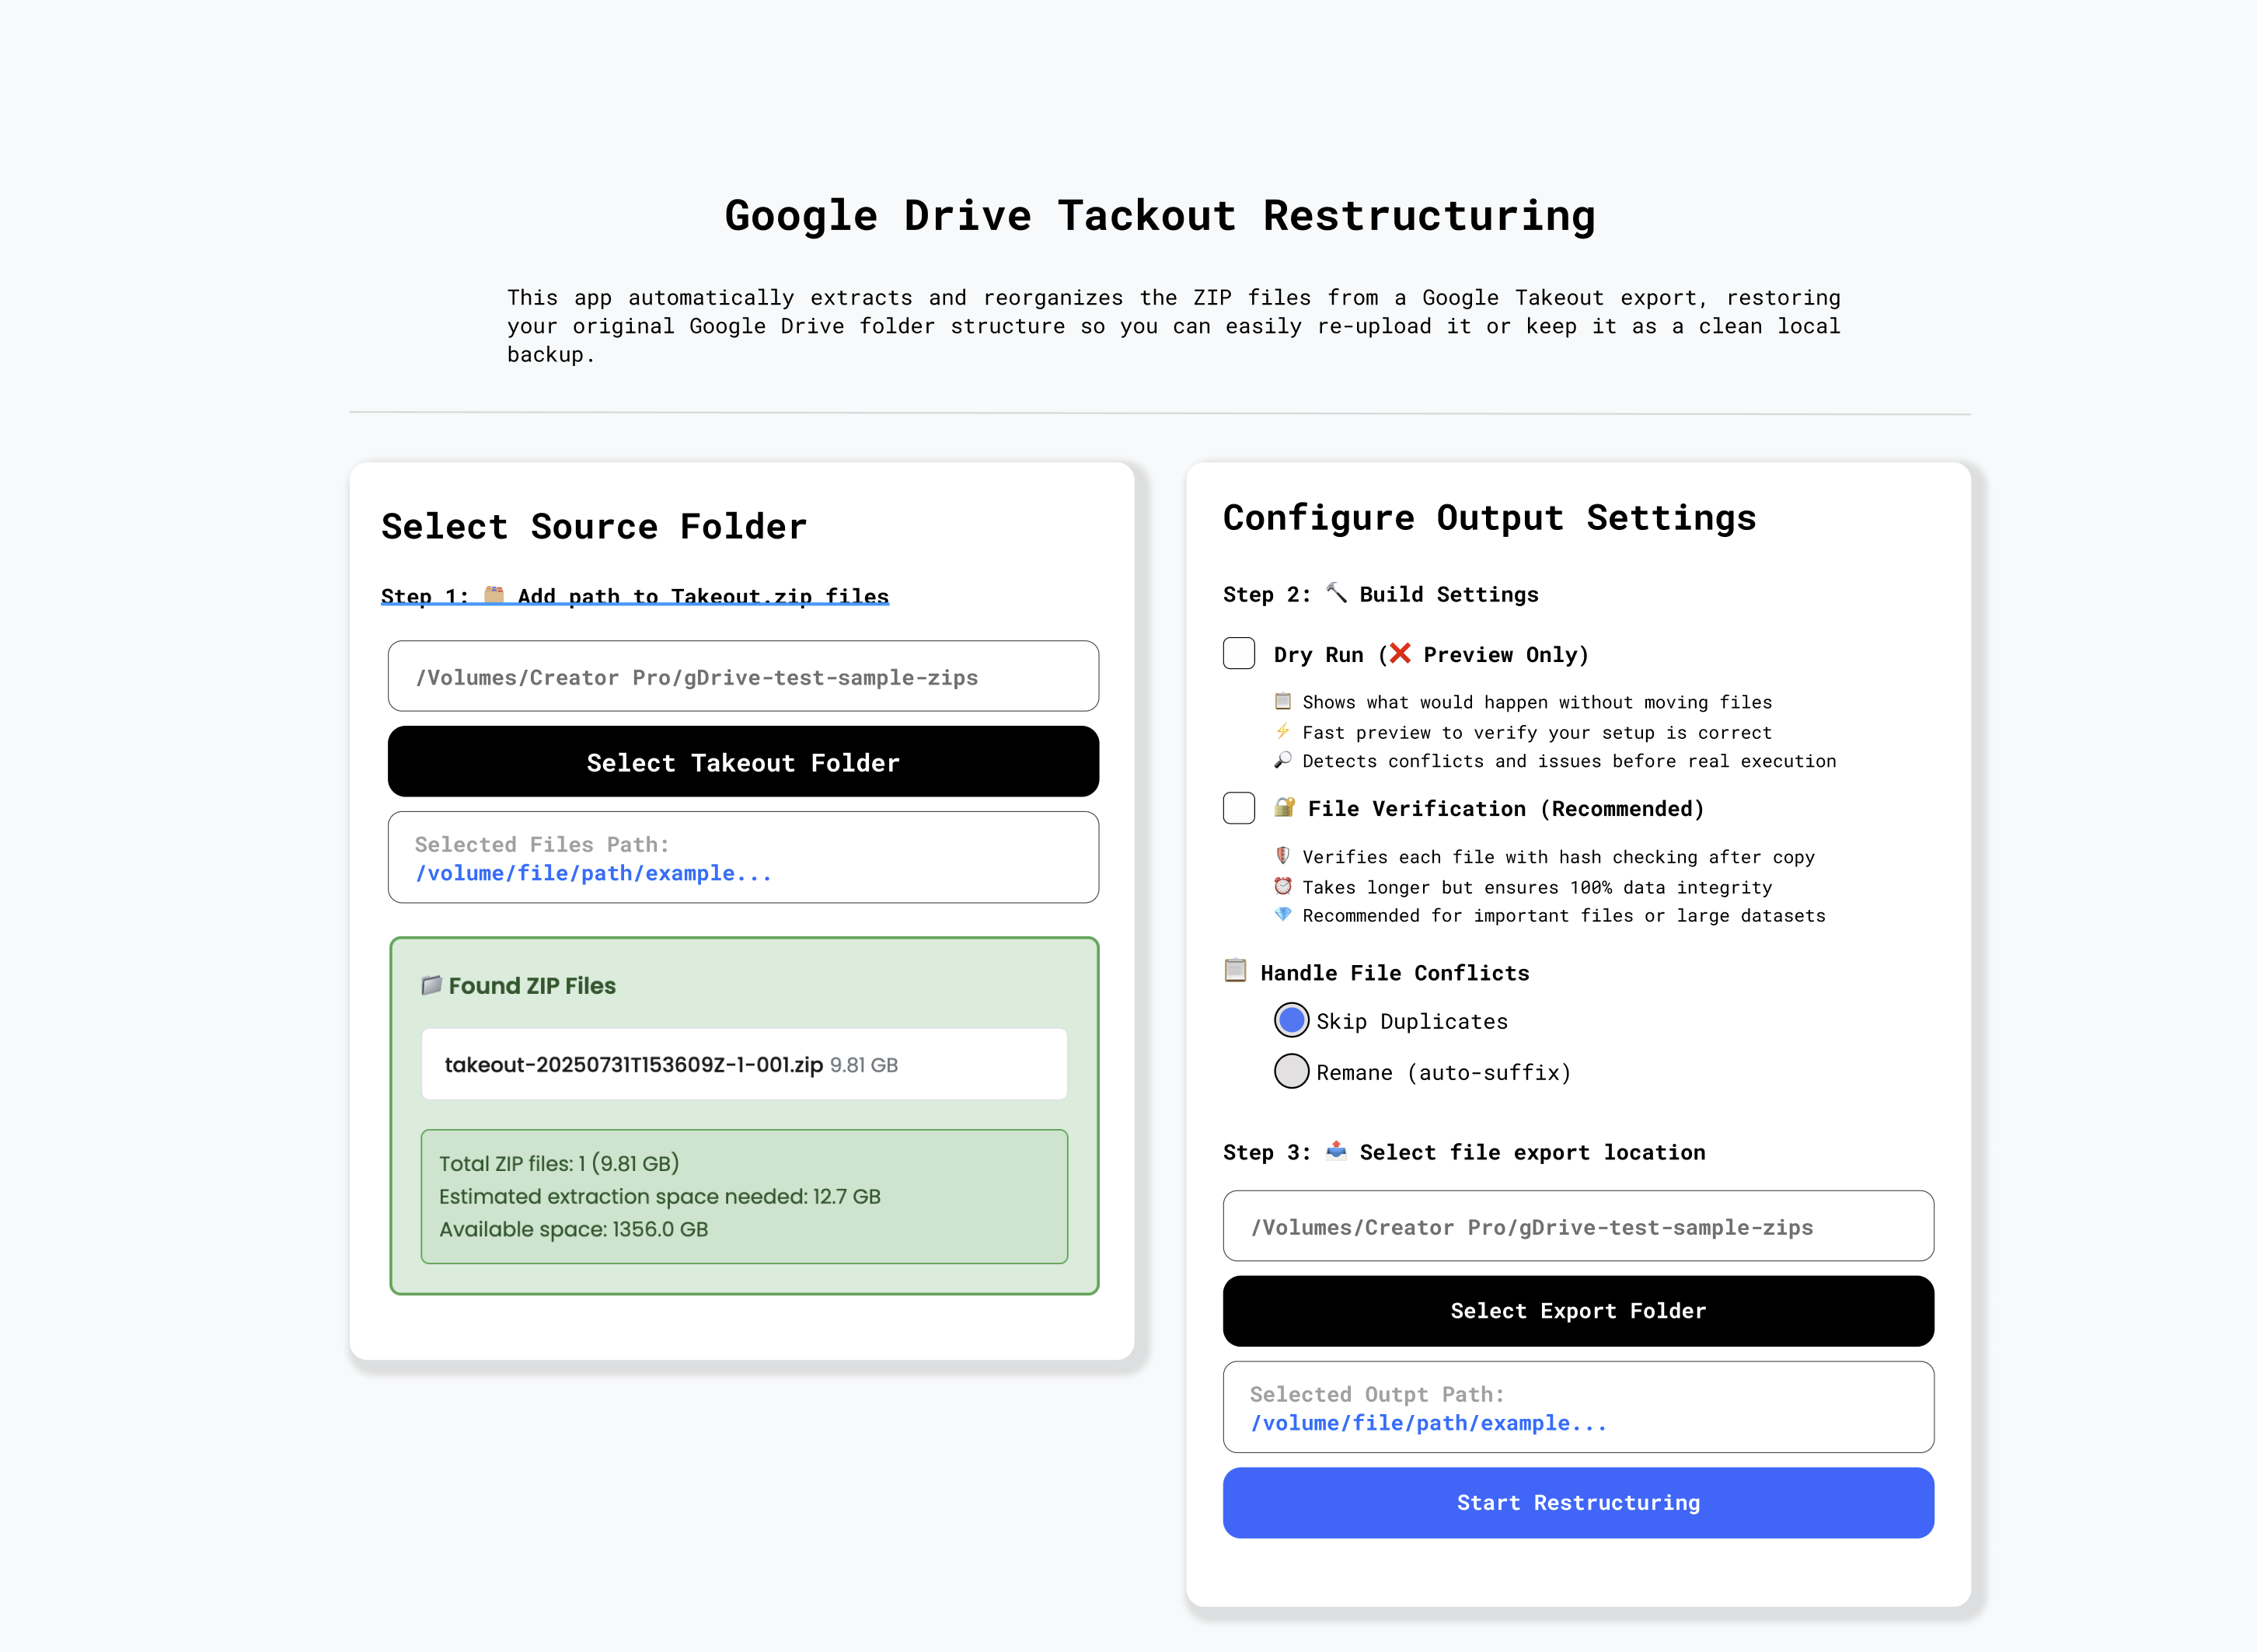 Google Drive Tackout Restructuring
This app automatically extracts and reorganizes the ZIP files from a Google Takeout export, restoring
your original Google Drive folder structure so you can easily re-upload it or keep it as a clean local
backup.
Select Source Folder
Step 1: 🗂️ Add path to Takeout.zip files
/Volumes/Creator Pro/gDrive-test-sample-zips
Select Takeout Folder
Selected Files Path:
/volume/file/path/example...
📁 Found ZIP Files
takeout-20250731T153609Z-1-001.zip 9.81 GB
Total ZIP files: 1 (9.81 GB)
Estimated extraction space needed: 12.7 GB
Available space: 1356.0 GB
Configure Output Settings
Step 2: 🔨 Build Settings
Dry Run (❌ Preview Only)
📋 Shows what would happen without moving files
⚡ Fast preview to verify your setup is correct
🔎 Detects conflicts and issues before real execution
🔐 File Verification (Recommended)
🛡️ Verifies each file with hash checking after copy
⏰ Takes longer but ensures 100% data integrity
💎 Recommended for important files or large datasets
📋 Handle File Conflicts
Skip Duplicates
Remane (auto-suffix)
Step 3: 📤 Select file export location
/Volumes/Creator Pro/gDrive-test-sample-zips
Select Export Folder
Selected Outpt Path:
/volume/file/path/example...
Start Restructuring